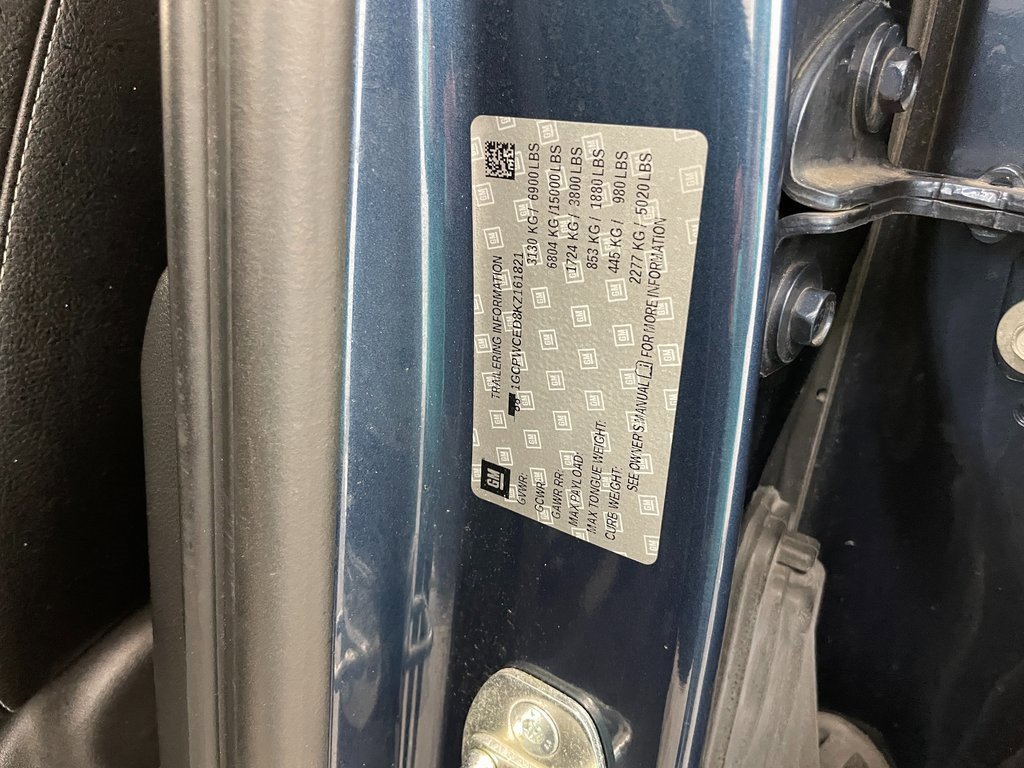 TRAILERING INFORMATION
1GCPWCED8KZ161821
GM
GVWR: 3130 KG / 6900 LBS
GCWR: 6804 KG / 15000 LBS
GAWR RR: 1724 KG / 3800 LBS
MAX PAYLOAD: 853 KG / 1880 LBS
MAX TONGUE WEIGHT: 445 KG / 980 LBS
CURB WEIGHT: 2277 KG / 5020 LBS
SEE OWNER'S MANUAL FOR MORE INFORMATION